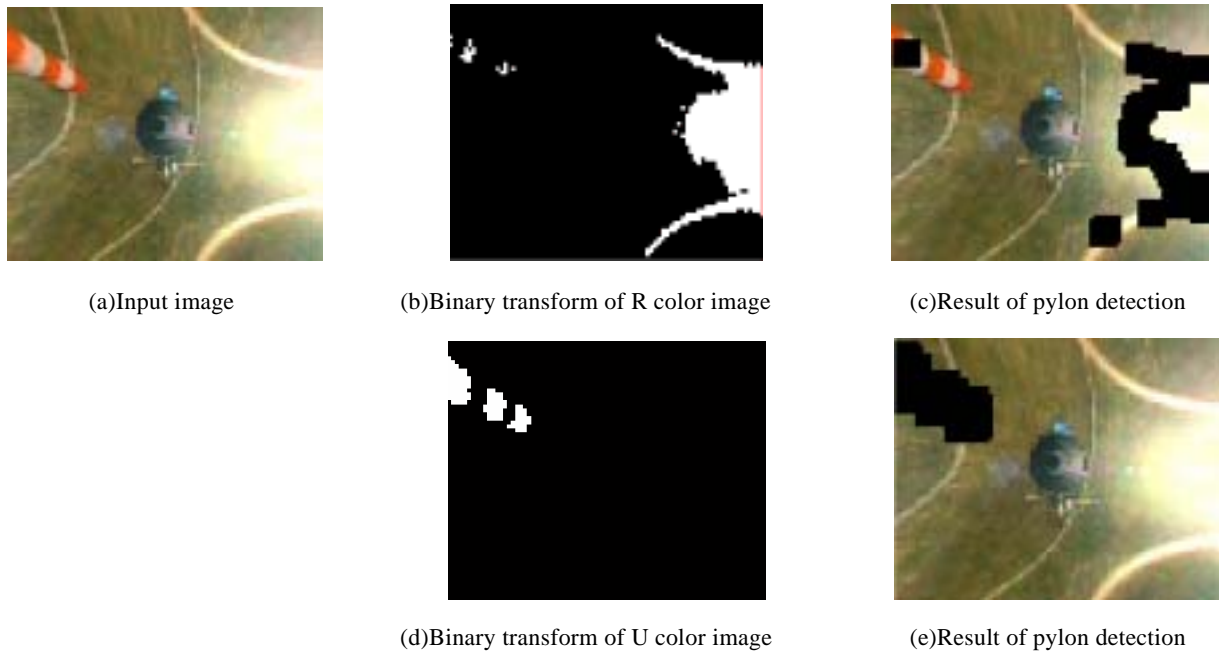 (a)Input image
(b)Binary transform of R color image
(c)Result of pylon detection
(d)Binary transform of U color image
(e)Result of pylon detection